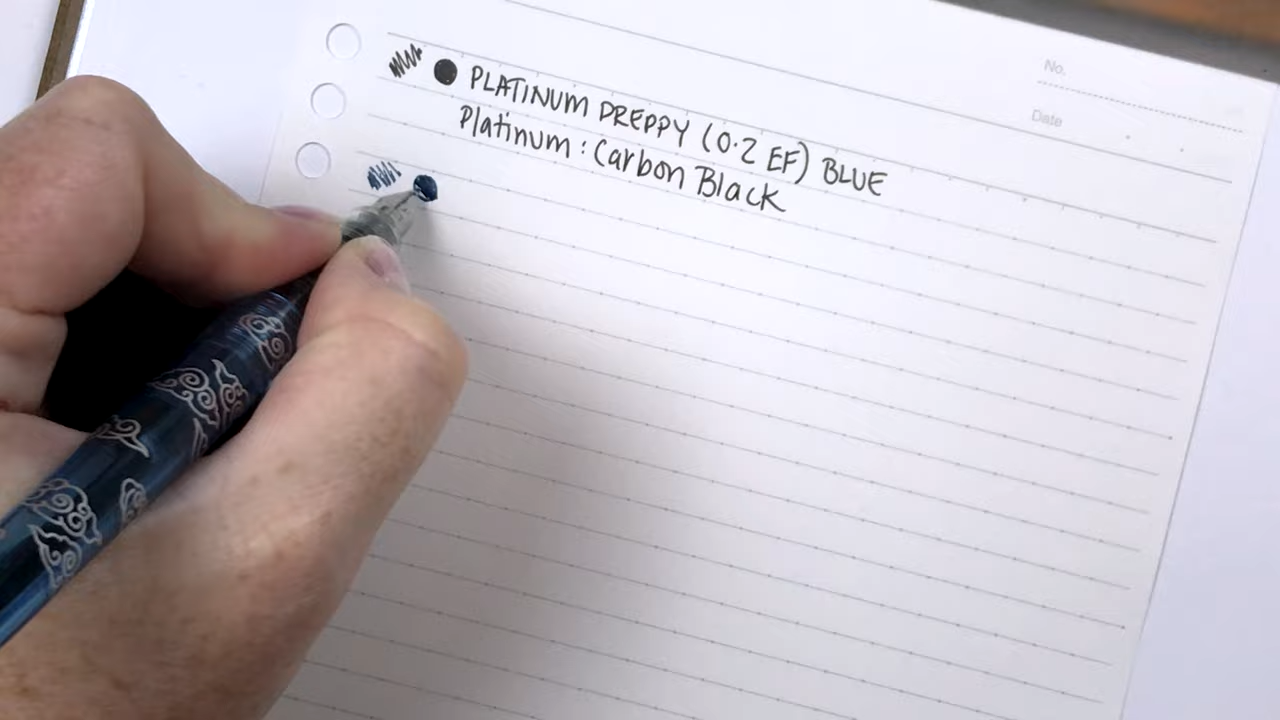 No.
Date
PLATINUM PREPPY (0.2 EF) BLUE
Platinum : Carbon Black